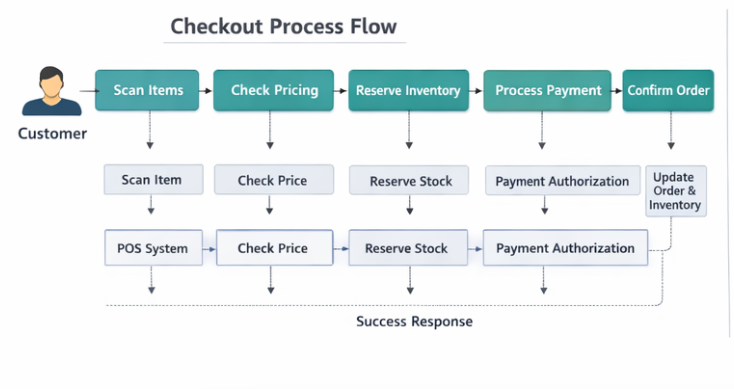 Checkout Process Flow
Customer
Scan Items
Check Pricing
Reserve Inventory
Process Payment
Confirm Order
Scan Item
Check Price
Reserve Stock
Payment Authorization
Update
Order &
Inventory
POS System
Check Price
Reserve Stock
Payment Authorization
Success Response